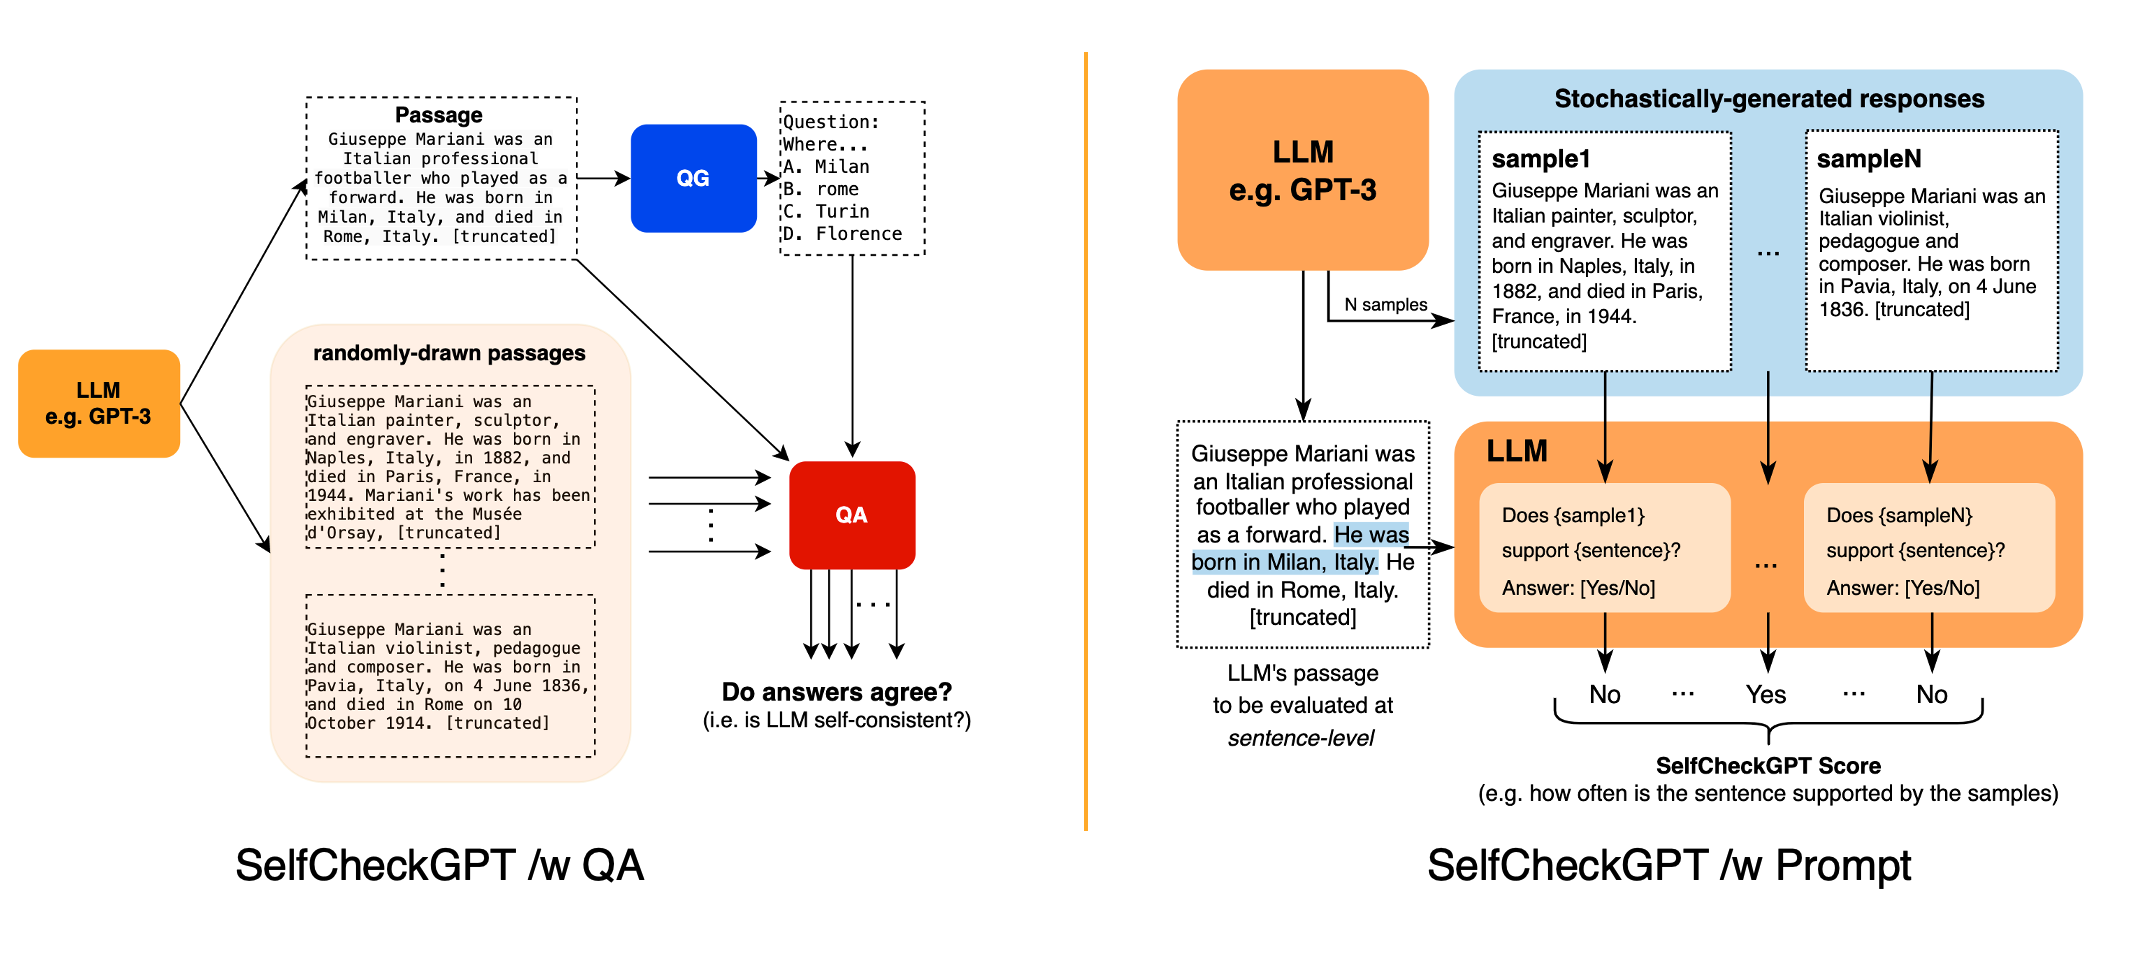 Passage
Giuseppe Mariani was an
Italian professional
footballer who played as a
forward. He was born in
Milan, Italy, and died in
Rome, Italy. [truncated]
QG
Question:
Where...
A. Milan
B. rome
C. Turin
D. Florence
LLM
e.g. GPT-3
randomly-drawn passages
Giuseppe Mariani was an
Italian painter, sculptor,
and engraver. He was born in
Naples, Italy, in 1882, and
died in Paris, France, in
1944. Mariani's work has been
exhibited at the Musée
d'Orsay, [truncated]
Giuseppe Mariani was an
Italian violinist, pedagogue
and composer. He was born in
Pavia, Italy, on 4 June 1836,
and died in Rome on 10
October 1914. [truncated]
QA
...
Do answers agree?
(i.e. is LLM self-consistent?)
SelfCheckGPT /w QA
LLM
e.g. GPT-3
N samples
Stochastically-generated responses
sample1
Giuseppe Mariani was an
Italian painter, sculptor,
and engraver. He was
born in Naples, Italy, in
1882, and died in Paris,
France, in 1944.
[truncated]
...
sampleN
Giuseppe Mariani was an
Italian violinist,
pedagogue and
composer. He was born
in Pavia, Italy, on 4 June
1836. [truncated]
Giuseppe Mariani was
an Italian professional
footballer who played
as a forward. He was
born in Milan, Italy. He
died in Rome, Italy.
[truncated]
LLM's passage
to be evaluated at
sentence-level
LLM
Does {sample1}
support {sentence}?
Answer: [Yes/No]
...
Does {sampleN}
support {sentence}?
Answer: [Yes/No]
No ... Yes ... No
SelfCheckGPT Score
(e.g. how often is the sentence supported by the samples)
SelfCheckGPT /w Prompt